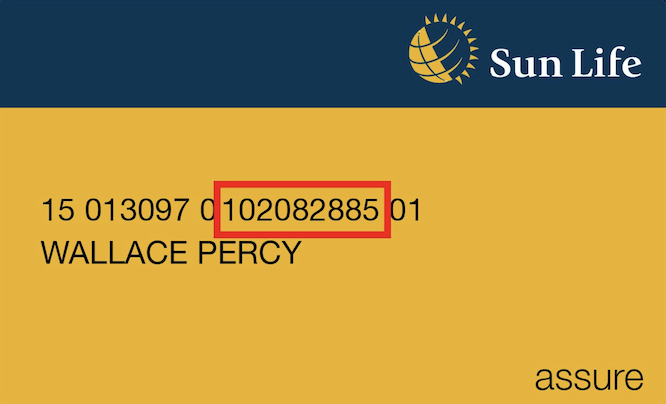 Sun Life
15 013097 0102082885 01
WALLACE PERCY
assure